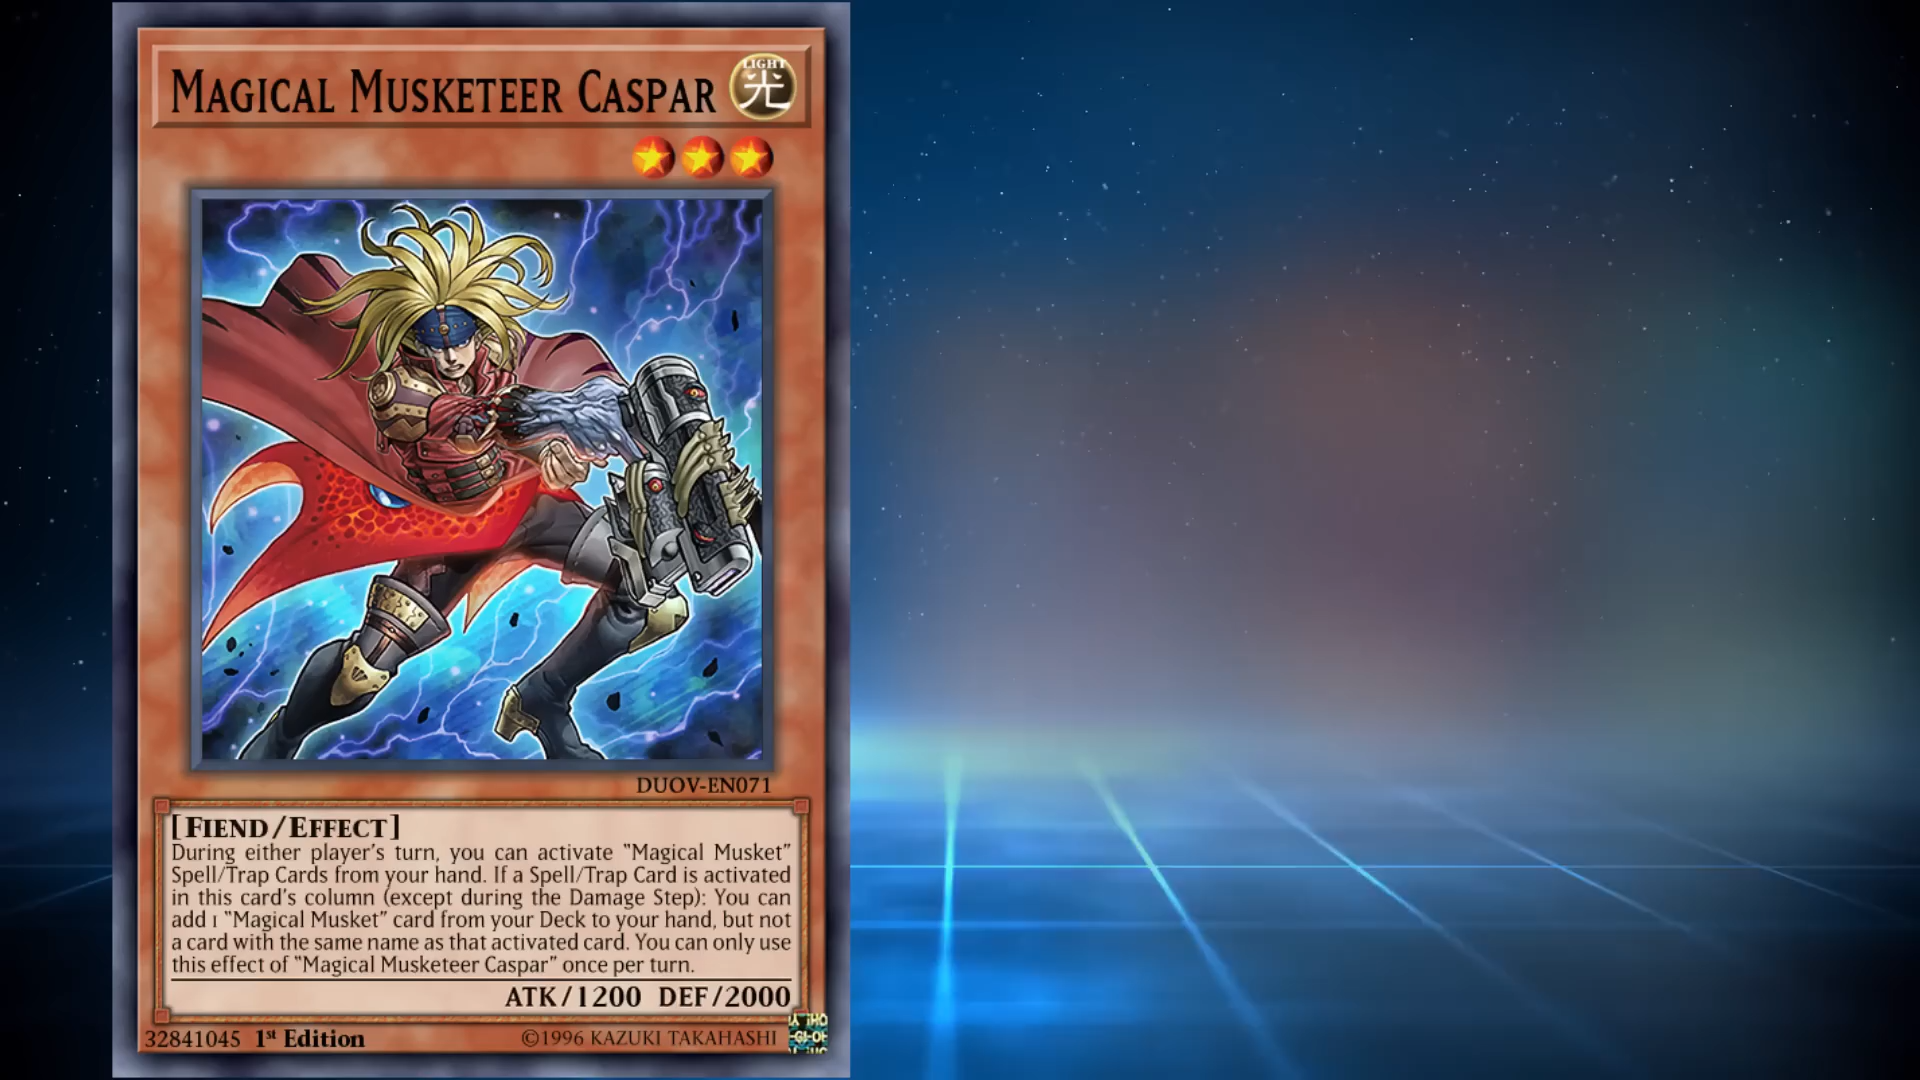 MAGICAL MUSKETEER CASPAR
LIGHT
光
DUOV-EN071
[FIEND/EFFECT]
During either player's turn, you can activate "Magical Musket"
Spell/Trap Cards from your hand. If a Spell/Trap Card is activated
in this card's column (except during the Damage Step): You can
add 1 "Magical Musket" card from your Deck to your hand, but not
a card with the same name as that activated card. You can only use
this effect of "Magical Musketeer Caspar" once per turn.
ATK/1200 DEF/2000
32841045 1st Edition ©1996 KAZUKI TAKAHASHI